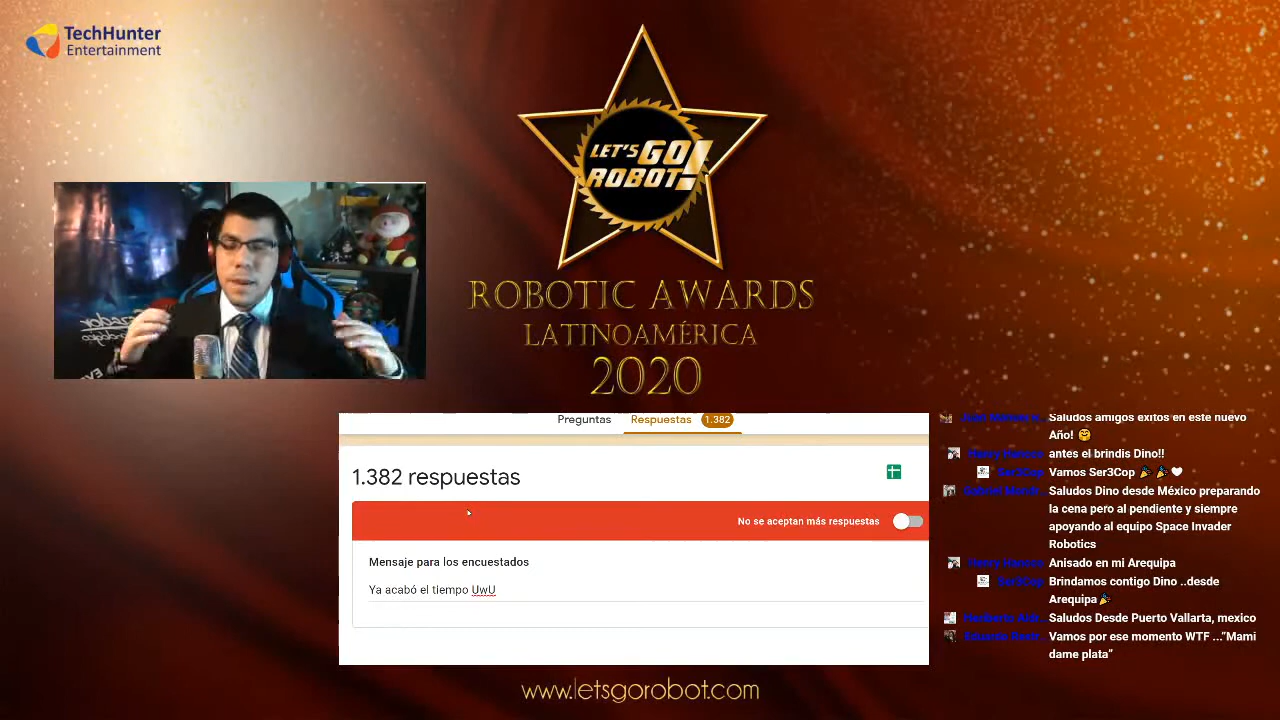 TechHunter
Entertainment
LET'S GO
ROBOT!
ROBOTIC AWARDS
LATINOAMÉRICA
2020
Preguntas Respuestas 1.382
1.382 respuestas
No se aceptan más respuestas
Mensaje para los encuestados
Ya acabó el tiempo UwU
Saludos amigos exitos en este nuevo
Año! 🤗
antes el brindis Dino!!
Ser3Cop Vamos Ser3Cop 🎉 🎉 🤍
Saludos Dino desde México preparando
la cena pero al pendiente y siempre
apoyando al equipo Space Invader
Robotics
Anisado en mi Arequipa
Ser3Cop Brindamos contigo Dino ..desde
Arequipa🎉
Saludos Desde Puerto Vallarta, mexico
Vamos por ese momento WTF ..."Mami
dame plata"
www.letsgorobot.com